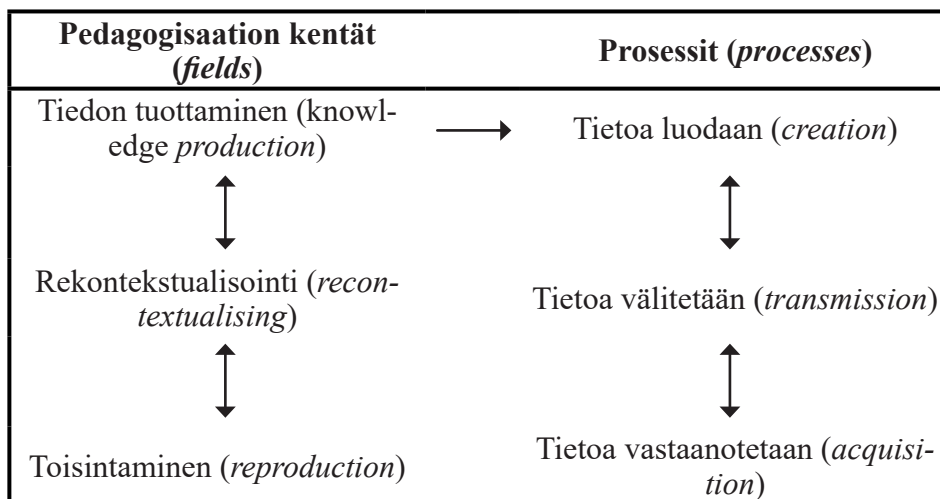 Pedagogisaation kentät
(fields)
Prosessit (processes)
Tiedon tuottaminen (knowl-
edge production)
Tietoa luodaan (creation)
Rekontekstualisointi (recon-
textualising)
Tietoa välitetään (transmission)
Toisintaminen (reproduction)
Tietoa vastaanotetaan (acquisi-
tion)